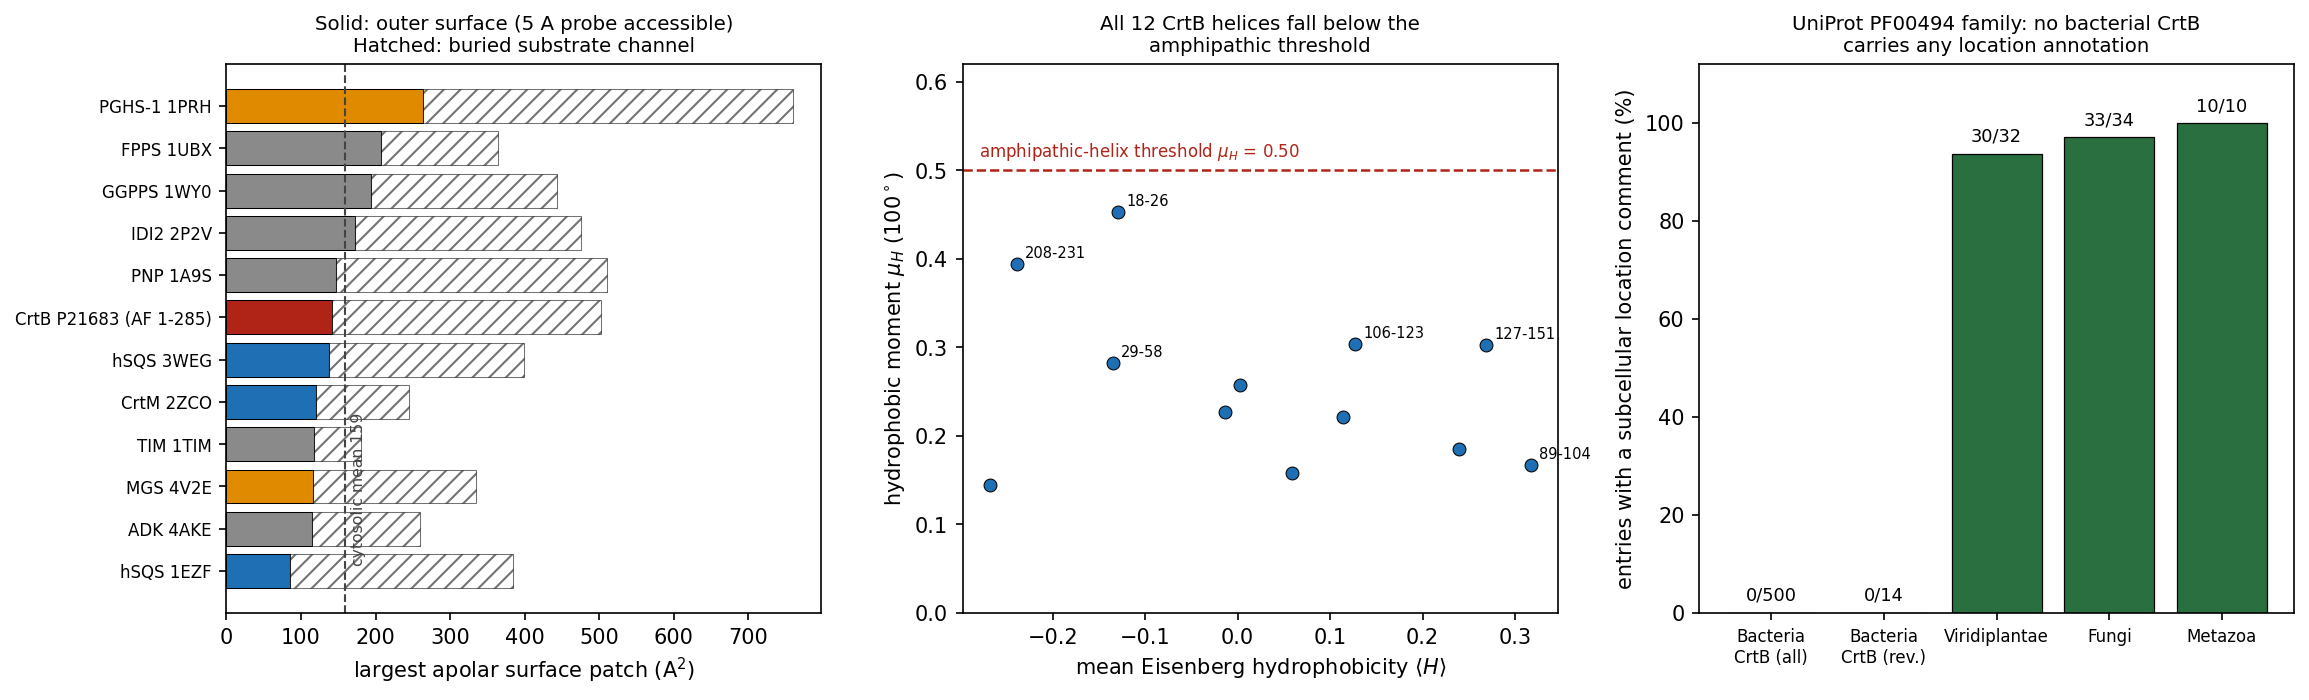 Solid: outer surface (5 A probe accessible)
Hatched: buried substrate channel
PGHS-1 1PRH
FPPS 1UBX
GGPPS 1WY0
IDI2 2P2V
PNP 1A9S
CrtB P21683 (AF 1-285)
hSQS 3WEG
CrtM 2ZCO
TIM 1TIM
MGS 4V2E
ADK 4AKE
hSQS 1EZF
cytosolic mean 159
0 100 200 300 400 500 600 700
largest apolar surface patch (A²)
All 12 CrtB helices fall below the
amphipathic threshold
hydrophobic moment μH (100°)
0.6
0.5
0.4
0.3
0.2
0.1
0.0
amphipathic-helix threshold μH = 0.50
18-26
208-231
29-58
106-123
127-151
89-104
−0.2 −0.1 0.0 0.1 0.2 0.3
mean Eisenberg hydrophobicity ⟨H⟩
UniProt PF00494 family: no bacterial CrtB
carries any location annotation
entries with a subcellular location comment (%)
100
80
60
40
20
0
0/500
0/14
30/32
33/34
10/10
Bacteria
CrtB (all)
Bacteria
CrtB (rev.)
Viridiplantae
Fungi
Metazoa